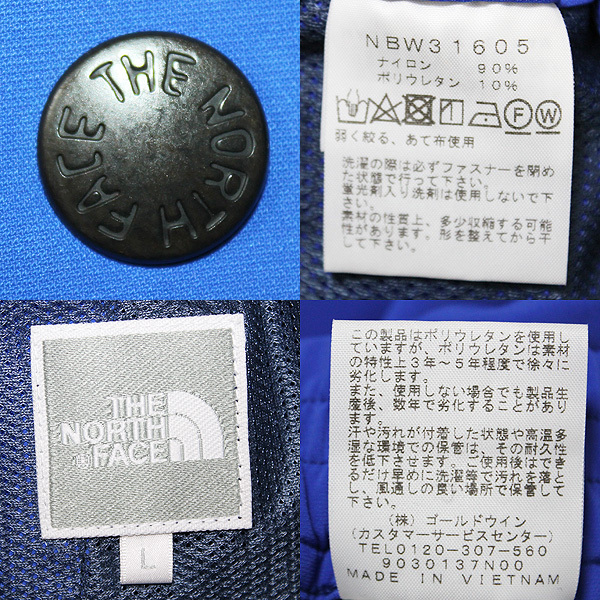 THE NORTH FACE
NBW31605
ナイロン 90%
ポリウレタン 10%
F W
弱く絞る、あて布使用
洗濯の際は必ずファスナーを閉め
た状態で行って下さい。
蛍光剤入り洗剤は使用しないで下
さい。
素材の性質上、多少収縮する可能
性があります。形を整えてから干
して下さい。
THE
NORTH
FACE
L
この製品はポリウレタンを使用し
ていますが、ポリウレタンは素材
の特性上3年～5年程度で徐々に
劣化します。
また、使用しない場合でも製品生
産後、数年で劣化することがあり
ます。
汗や汚れが付着した状態や高温多
湿な環境での保管は、その耐久性
を低下させます。ご使用後はでき
るだけ早めに洗濯等で汚れを落と
し、風通しの良い場所で保管して
下さい。
(株)ゴールドウイン
(カスタマーサービスセンター)
TEL0120-307-560
9030137N00
MADE IN VIETNAM